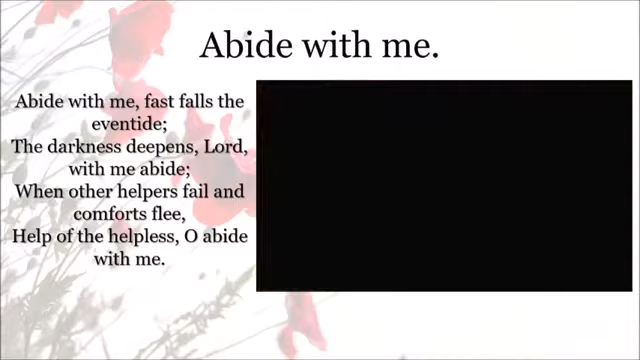 Abide with me.
Abide with me, fast falls the
eventide;
The darkness deepens, Lord,
with me abide;
When other helpers fail and
comforts flee,
Help of the helpless, O abide
with me.